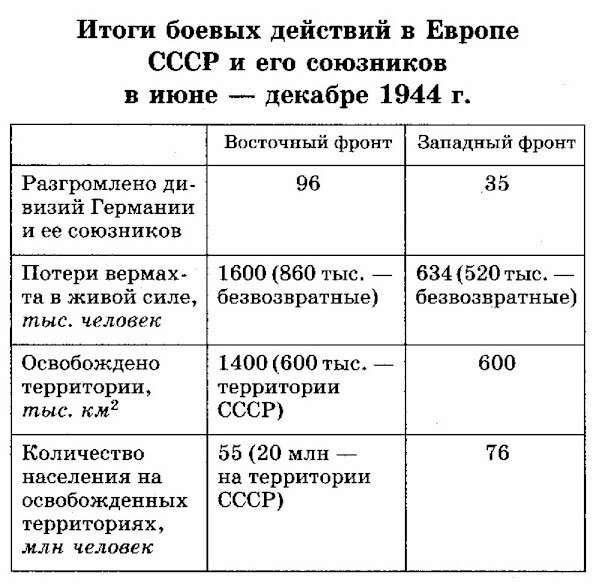 Итоги боевых действий в Европе
СССР и его союзников
в июне — декабре 1944 г.
Восточный фронт
Западный фронт
Разгромлено ди-
визий Германии
и ее союзников
96
35
Потери вермах-
та в живой силе,
тыс. человек
1600 (860 тыс. —
безвозвратные)
634 (520 тыс. —
безвозвратные)
Освобождено
территории,
тыс. км²
1400 (600 тыс. —
территории
СССР)
600
Количество
населения на
освобожденных
территориях,
млн человек
55 (20 млн —
на территории
СССР)
76